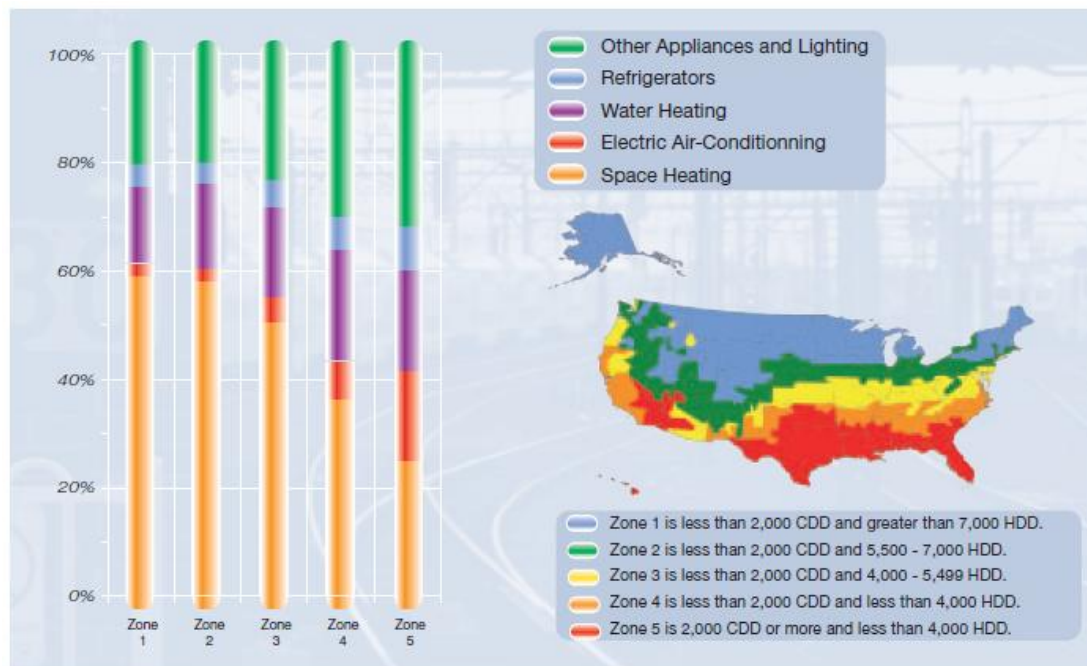 100%
80%
60%
40%
20%
0%
Zone 1
Zone 2
Zone 3
Zone 4
Zone 5
Other Appliances and Lighting
Refrigerators
Water Heating
Electric Air-Conditionning
Space Heating
Zone 1 is less than 2,000 CDD and greater than 7,000 HDD.
Zone 2 is less than 2,000 CDD and 5,500 - 7,000 HDD.
Zone 3 is less than 2,000 CDD and 4,000 - 5,499 HDD.
Zone 4 is less than 2,000 CDD and less than 4,000 HDD.
Zone 5 is 2,000 CDD or more and less than 4,000 HDD.